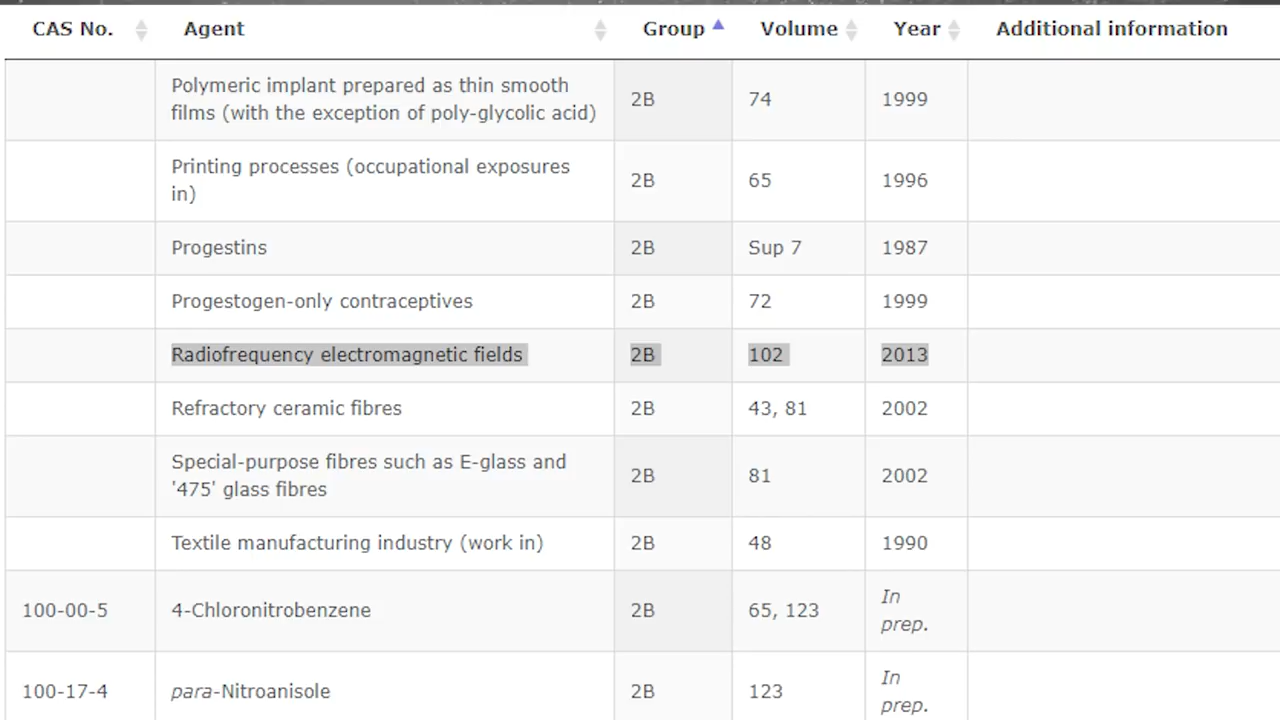 CAS No. Agent Group Volume Year Additional information
Polymeric implant prepared as thin smooth
films (with the exception of poly-glycolic acid) 2B 74 1999
Printing processes (occupational exposures
in) 2B 65 1996
Progestins 2B Sup 7 1987
Progestogen-only contraceptives 2B 72 1999
Radiofrequency electromagnetic fields 2B 102 2013
Refractory ceramic fibres 2B 43, 81 2002
Special-purpose fibres such as E-glass and
'475' glass fibres 2B 81 2002
Textile manufacturing industry (work in) 2B 48 1990
100-00-5 4-Chloronitrobenzene 2B 65, 123 In
prep.
100-17-4 para-Nitroanisole 2B 123 In
prep.